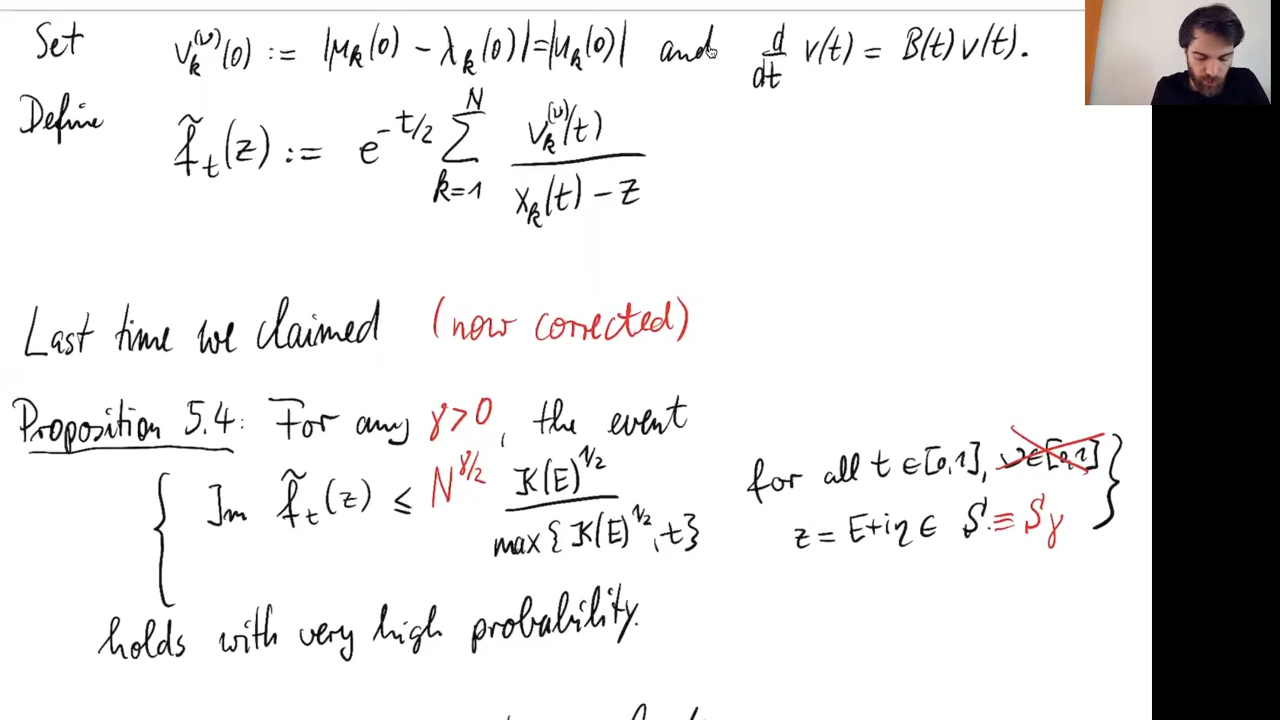 Set v_k^(ν)(0) := |μ_k(0) − λ_k(0)| = |u_k(0)| and d/dt v(t) = B(t) v(t).
Define f̃_t(z) := e^{-t/2} ∑_{k=1}^{N} v_k^(ν)(t) / (x_k(t) − z)
Last time we claimed (now corrected)
Proposition 5.4: For any γ>0, the event
{ Im f̃_t(z) ≤ N^{γ/2} K(E)^{1/2} / max{K(E)^{1/2}, t} for all t ∈ [0,1], ν∈[0,1]
z = E+iη ∈ S ≡ S_γ }
holds with very high probability.